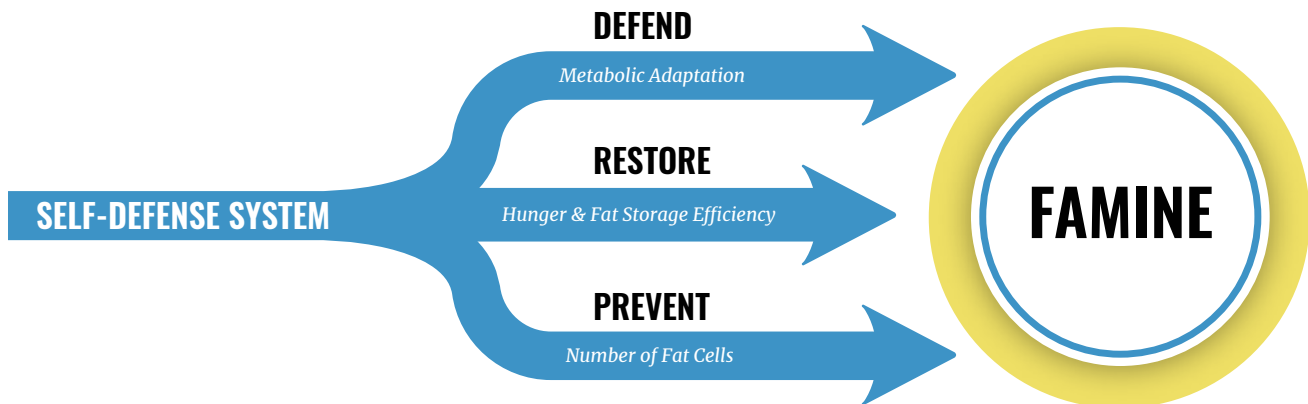 DEFEND
Metabolic Adaptation
RESTORE
SELF-DEFENSE SYSTEM
Hunger & Fat Storage Efficiency
FAMINE
PREVENT
Number of Fat Cells